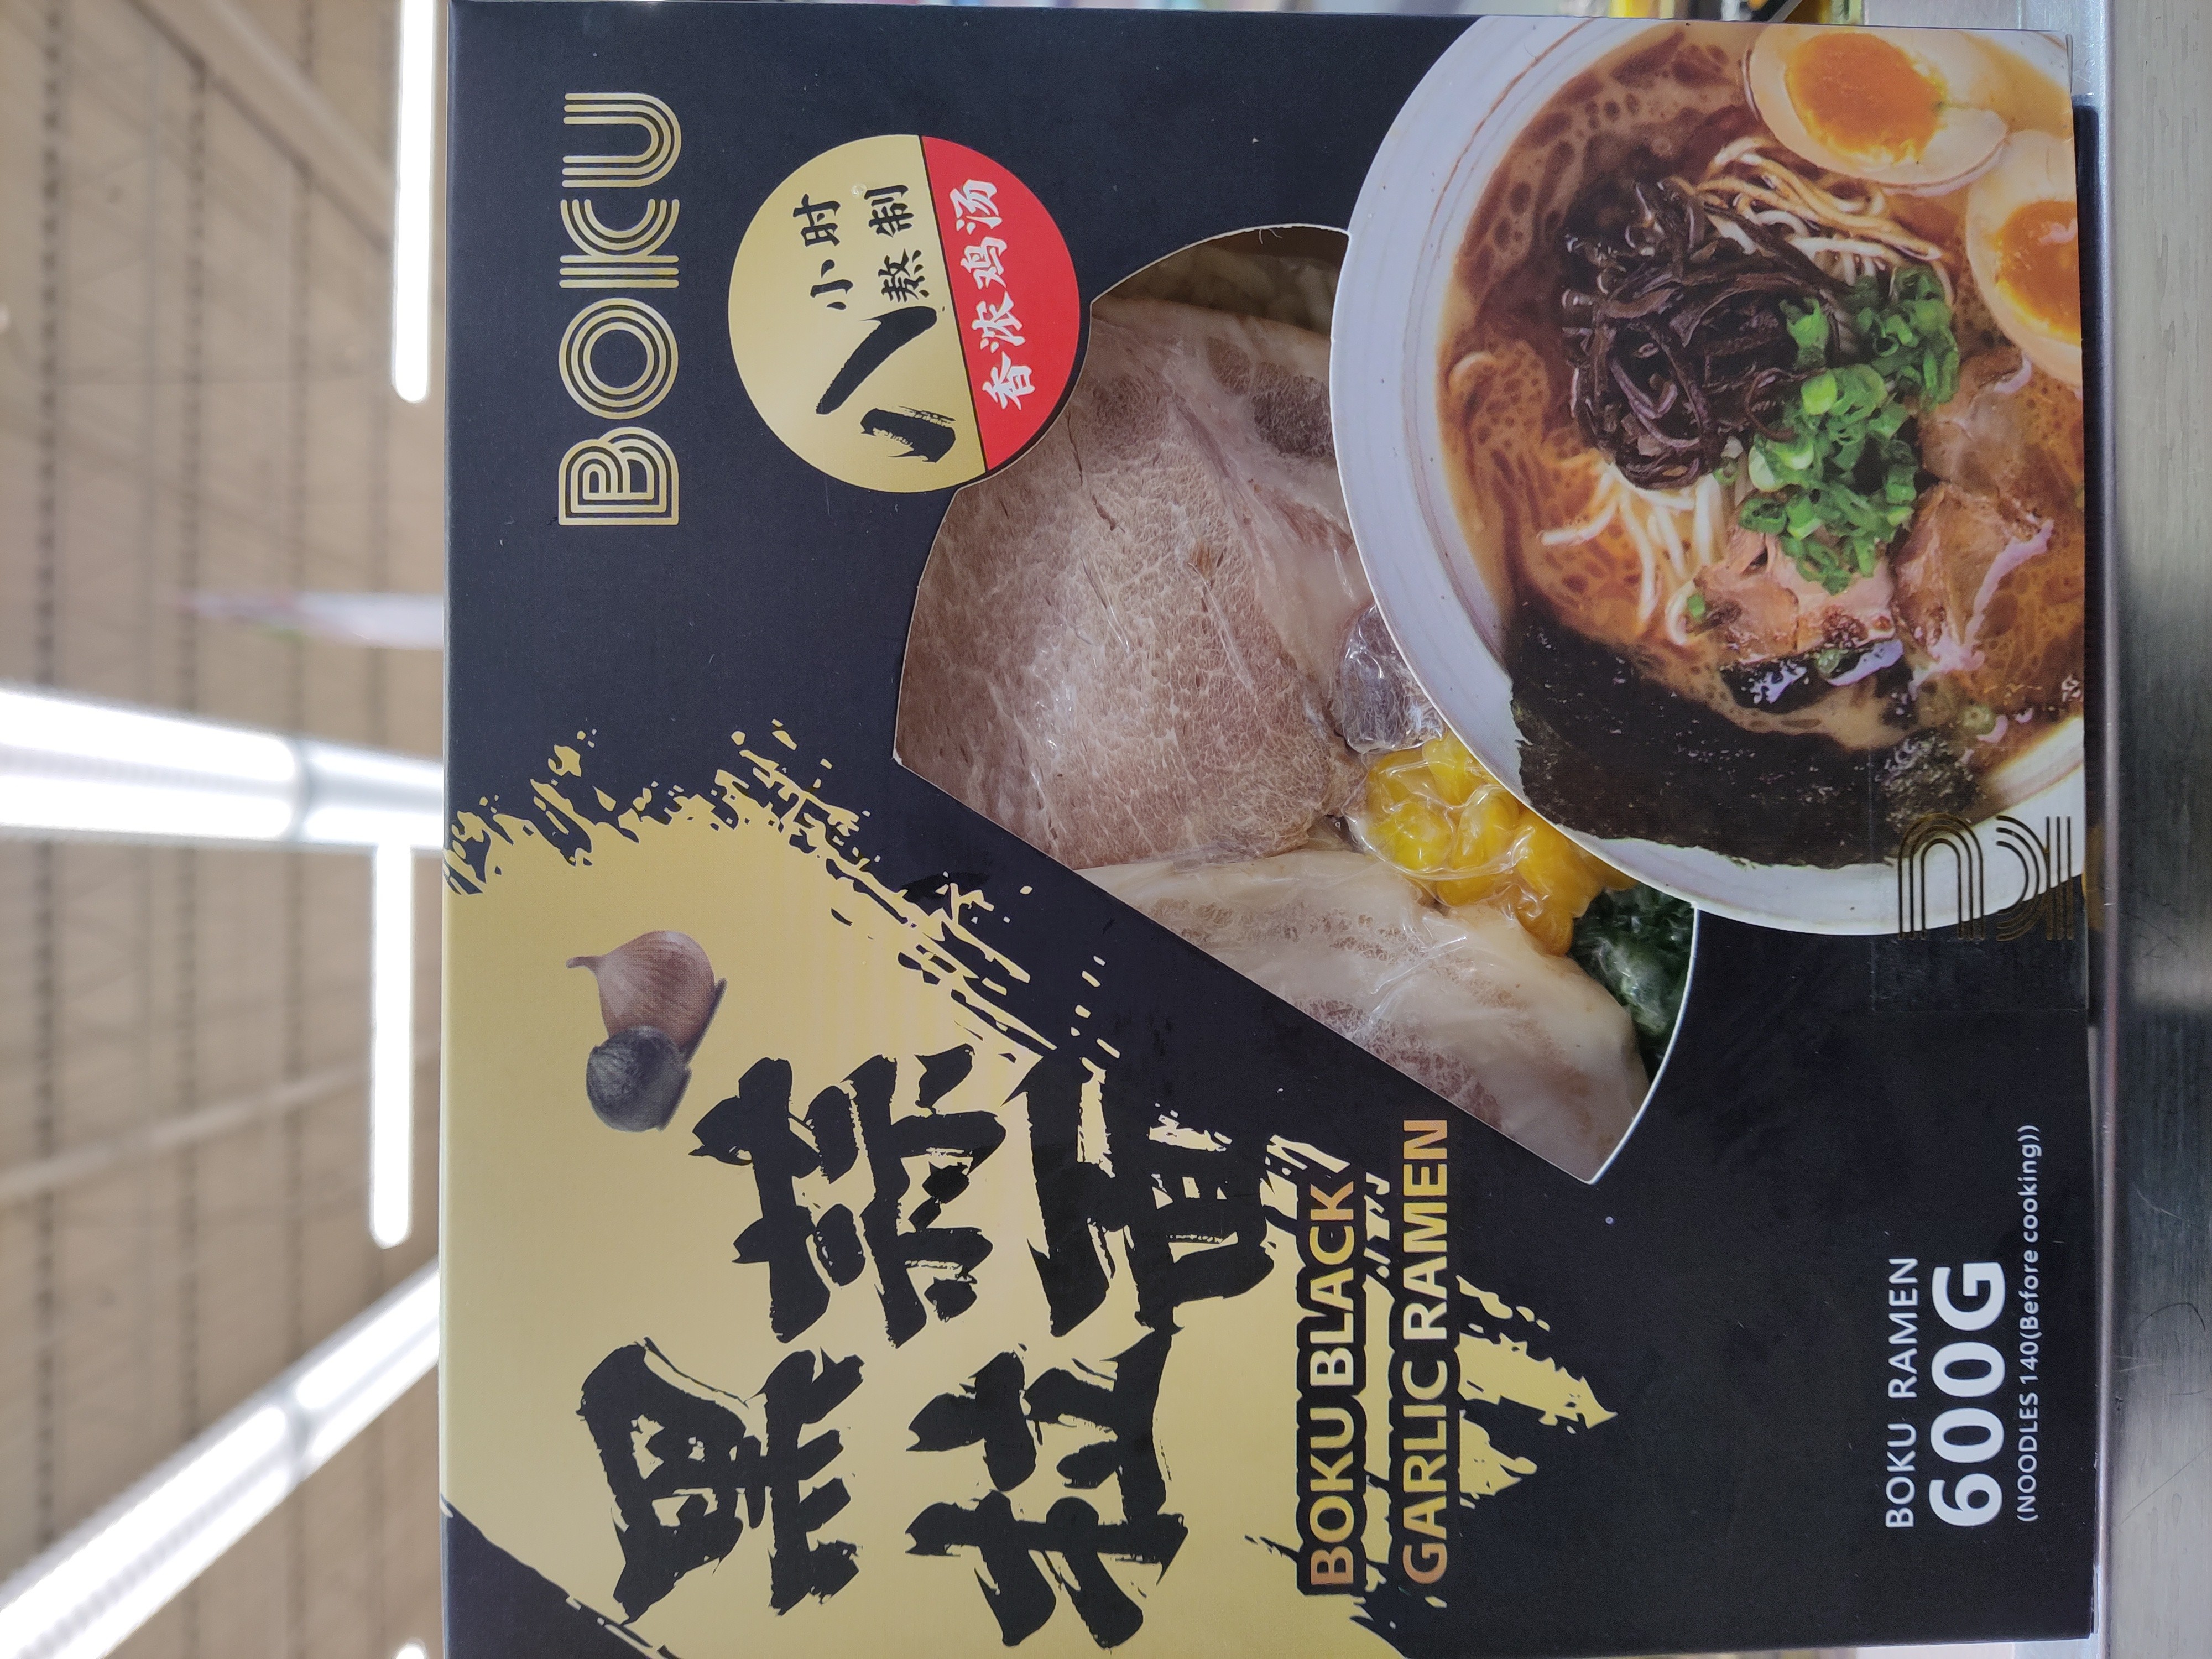 BOKU
八小时
熬制
香浓鸡汤
黑蒜
拉面
BOKU BLACK
GARLIC RAMEN
BOKU RAMEN
600G
(NOODLES 140(Before cooking))